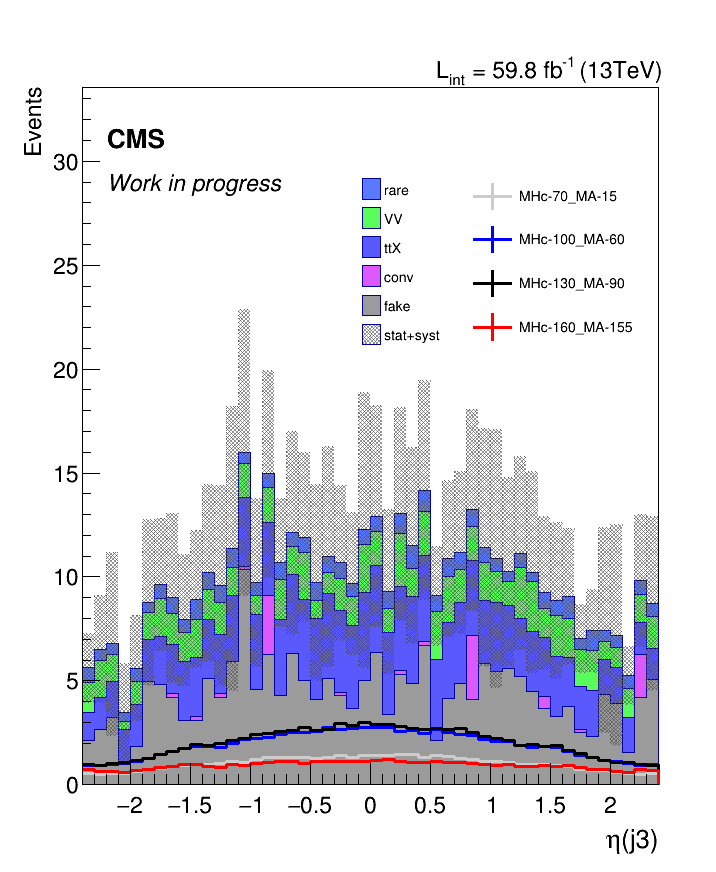 L_int = 59.8 fb^-1 (13TeV)
Events
CMS
Work in progress
rare
VV
ttX
conv
fake
stat+syst
MHc-70_MA-15
MHc-100_MA-60
MHc-130_MA-90
MHc-160_MA-155
30
25
20
15
10
5
0
−2 −1.5 −1 −0.5 0 0.5 1 1.5 2
η(j3)